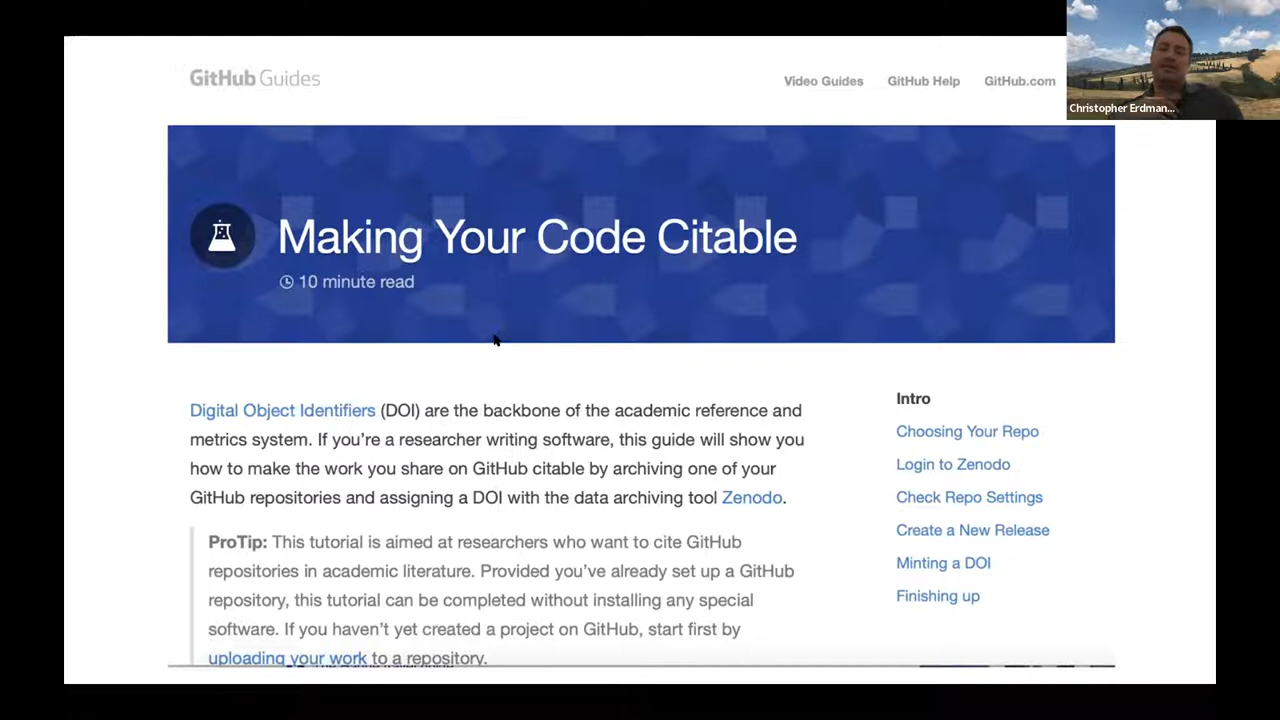 GitHub Guides
Video Guides GitHub Help GitHub.com
Christopher Erdman...
Making Your Code Citable
10 minute read
Digital Object Identifiers (DOI) are the backbone of the academic reference and
metrics system. If you're a researcher writing software, this guide will show you
how to make the work you share on GitHub citable by archiving one of your
GitHub repositories and assigning a DOI with the data archiving tool Zenodo.
ProTip: This tutorial is aimed at researchers who want to cite GitHub
repositories in academic literature. Provided you've already set up a GitHub
repository, this tutorial can be completed without installing any special
software. If you haven't yet created a project on GitHub, start first by
uploading your work to a repository.
Intro
Choosing Your Repo
Login to Zenodo
Check Repo Settings
Create a New Release
Minting a DOI
Finishing up